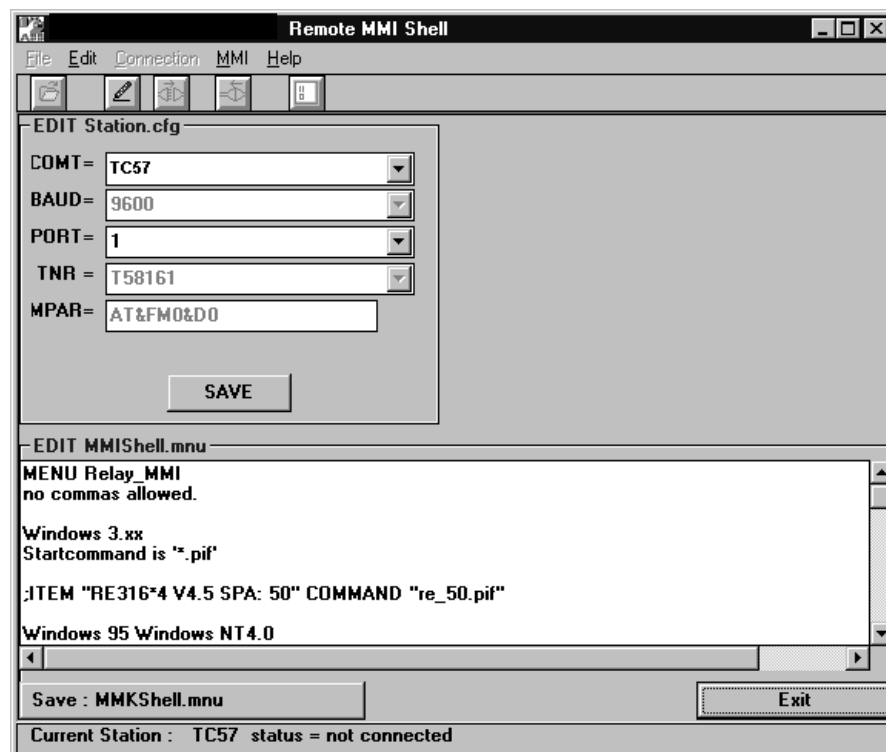 Remote MMI Shell
File Edit Connection MMI Help
EDIT Station.cfg
COMT= TC57
BAUD= 9600
PORT= 1
TNR = T58161
MPAR= AT&FM0&D0
SAVE
EDIT MMIShell.mnu
MENU Relay_MMI
no commas allowed.
Windows 3.xx
Startcommand is '*.pif'
;ITEM "RE316*4 V4.5 SPA: 50" COMMAND "re_50.pif"
Windows 95 Windows NT4.0
Save : MMKShell.mnu
Exit
Current Station : TC57 status = not connected